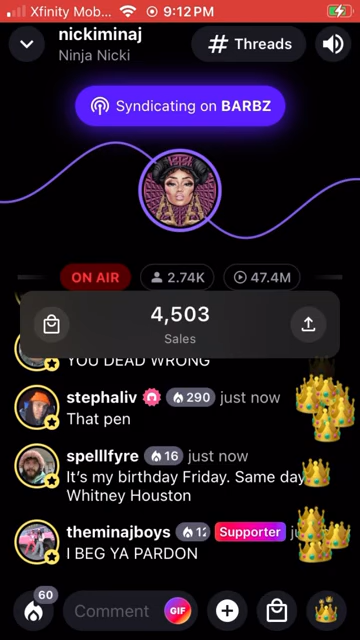 Xfinity Mob... 9:12 PM
nickiminaj
Ninja Nicki
# Threads
Syndicating on BARBZ
ON AIR 2.74K 47.4M
4,503
Sales
YOU DEAD WRONG
stephaliv 290 just now
That pen
spelllfyre 16 just now
It's my birthday Friday. Same day
Whitney Houston
theminajboys 12 Supporter
I BEG YA PARDON
60
Comment GIF